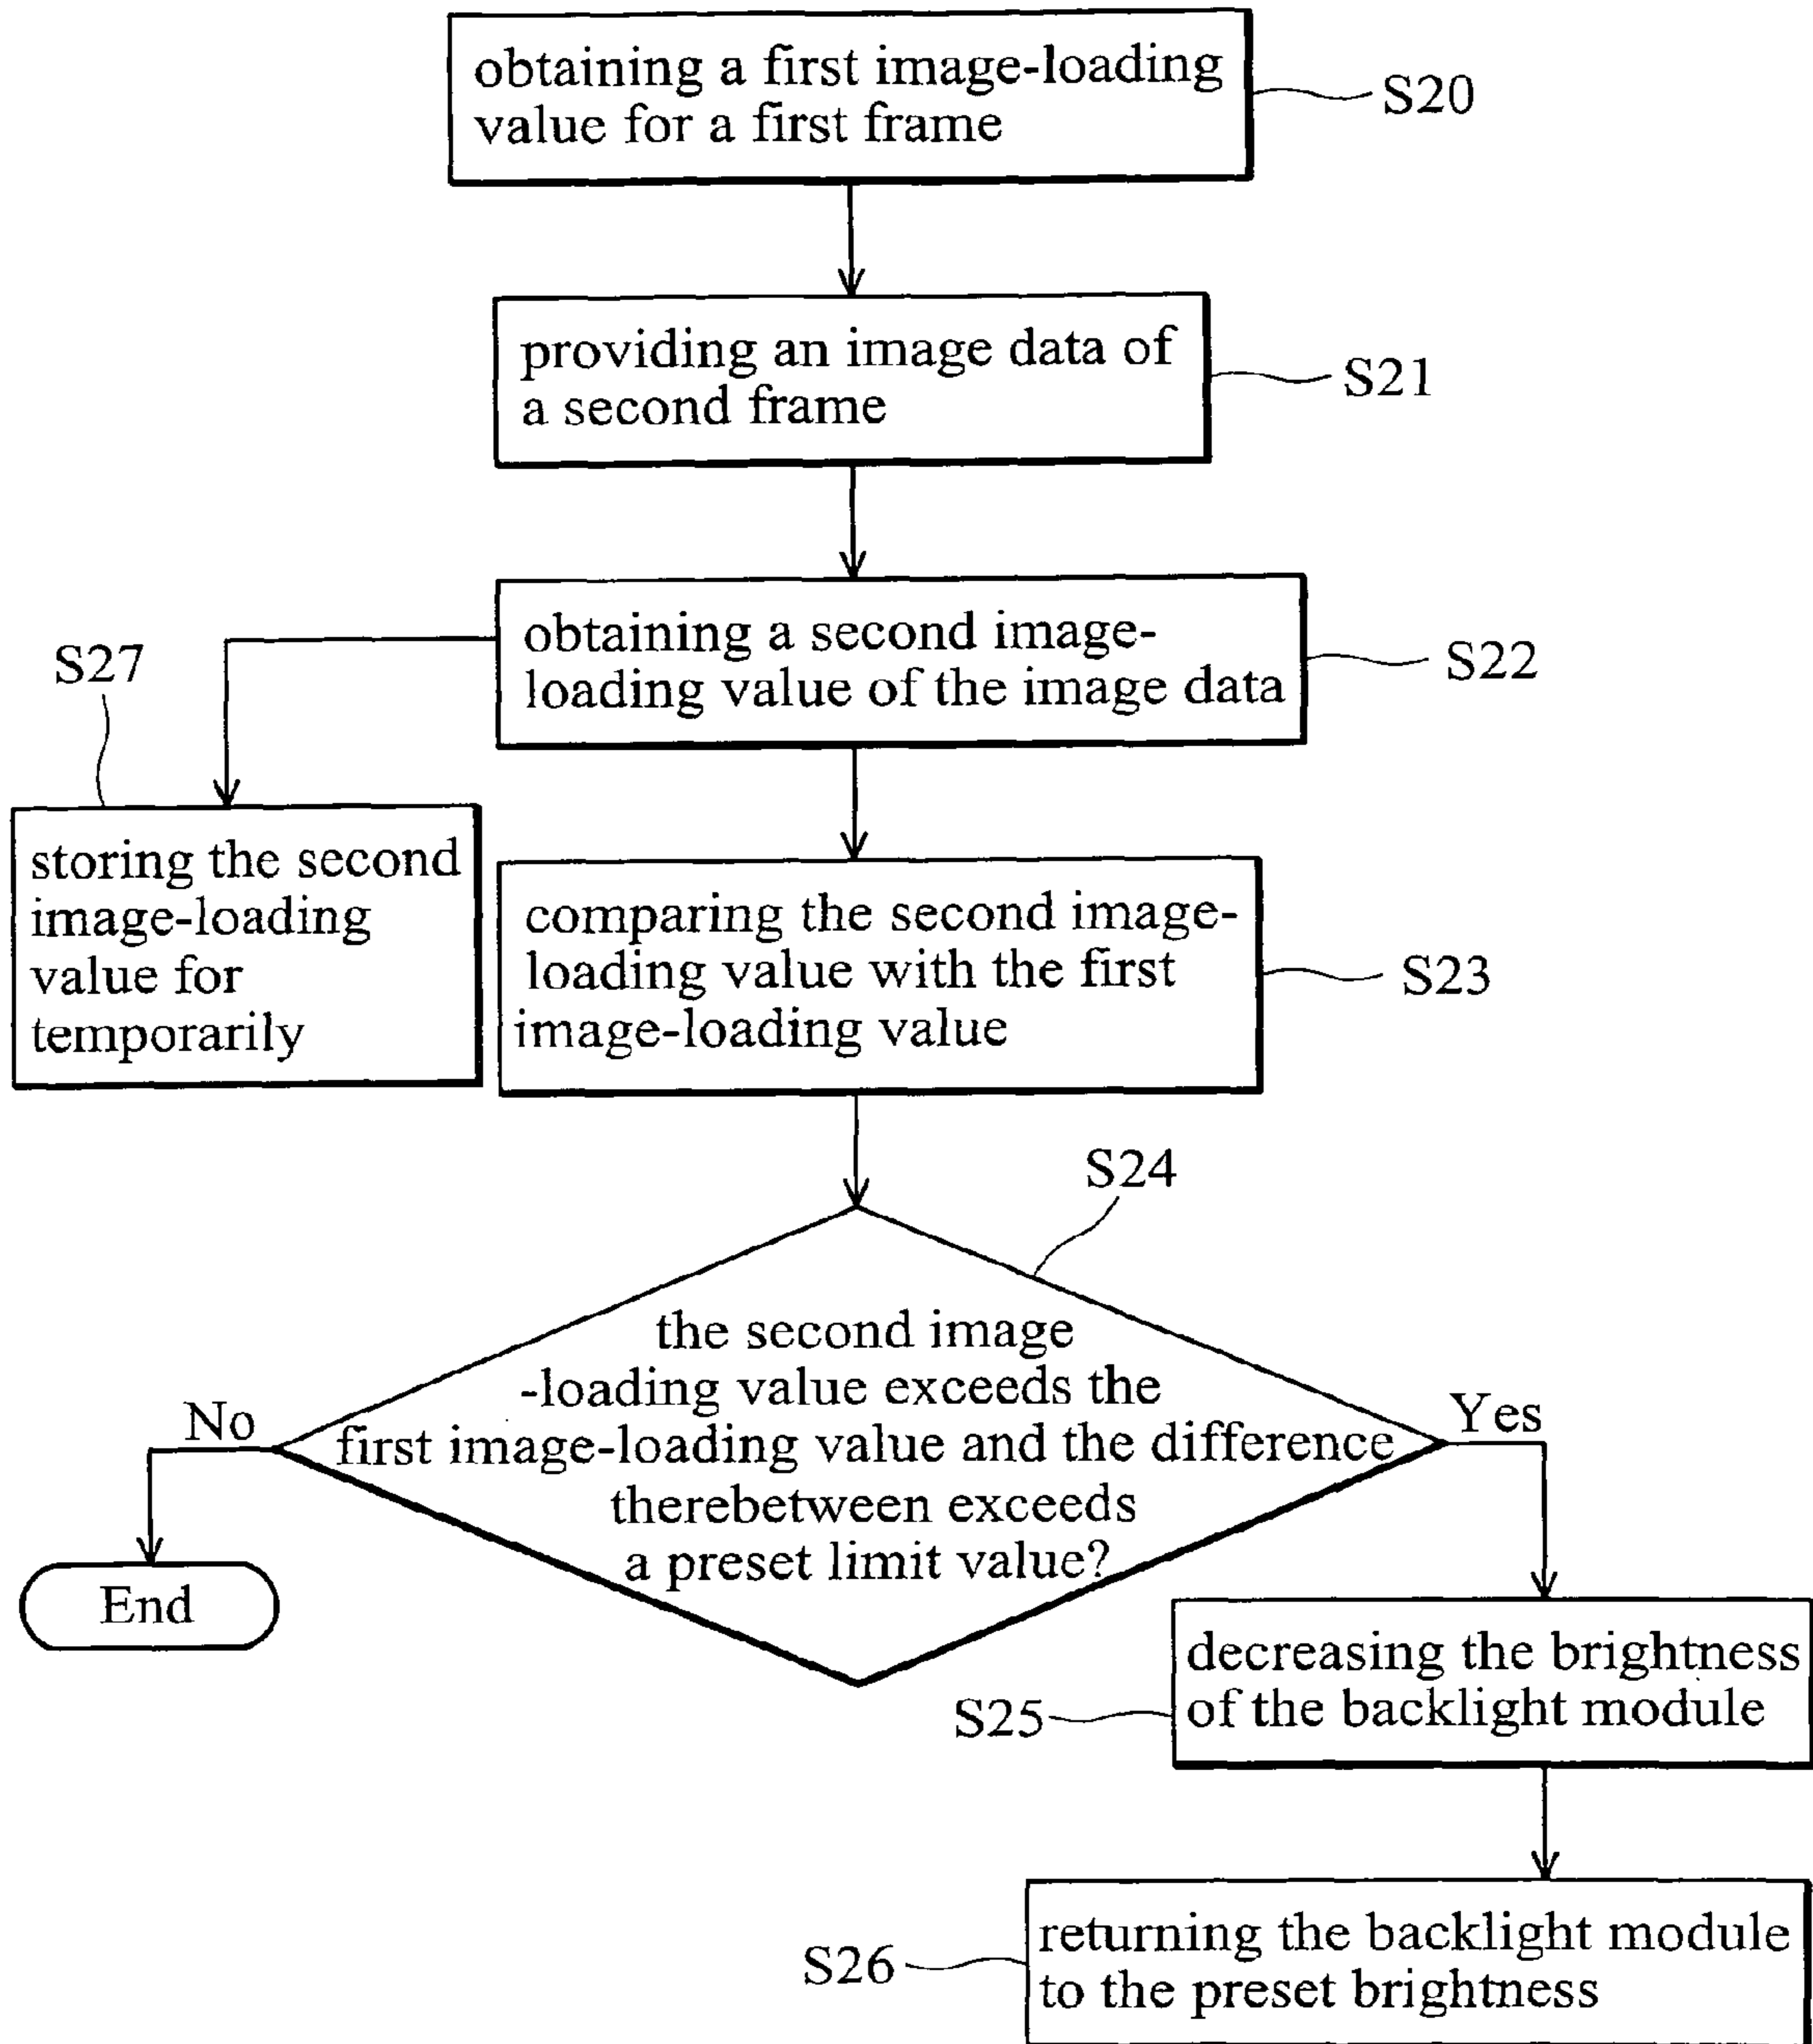 obtaining a first image-loading
value for a first frame
S20
providing an image data of
a second frame
S21
obtaining a second image-
loading value of the image data
S22
S27
storing the second
image-loading
value for
temporarily
comparing the second image-
loading value with the first
image-loading value
S23
S24
the second image
-loading value exceeds the
first image-loading value and the difference
therebetween exceeds
a preset limit value?
No
Yes
End
decreasing the brightness
of the backlight module
S25
returning the backlight module
to the preset brightness
S26